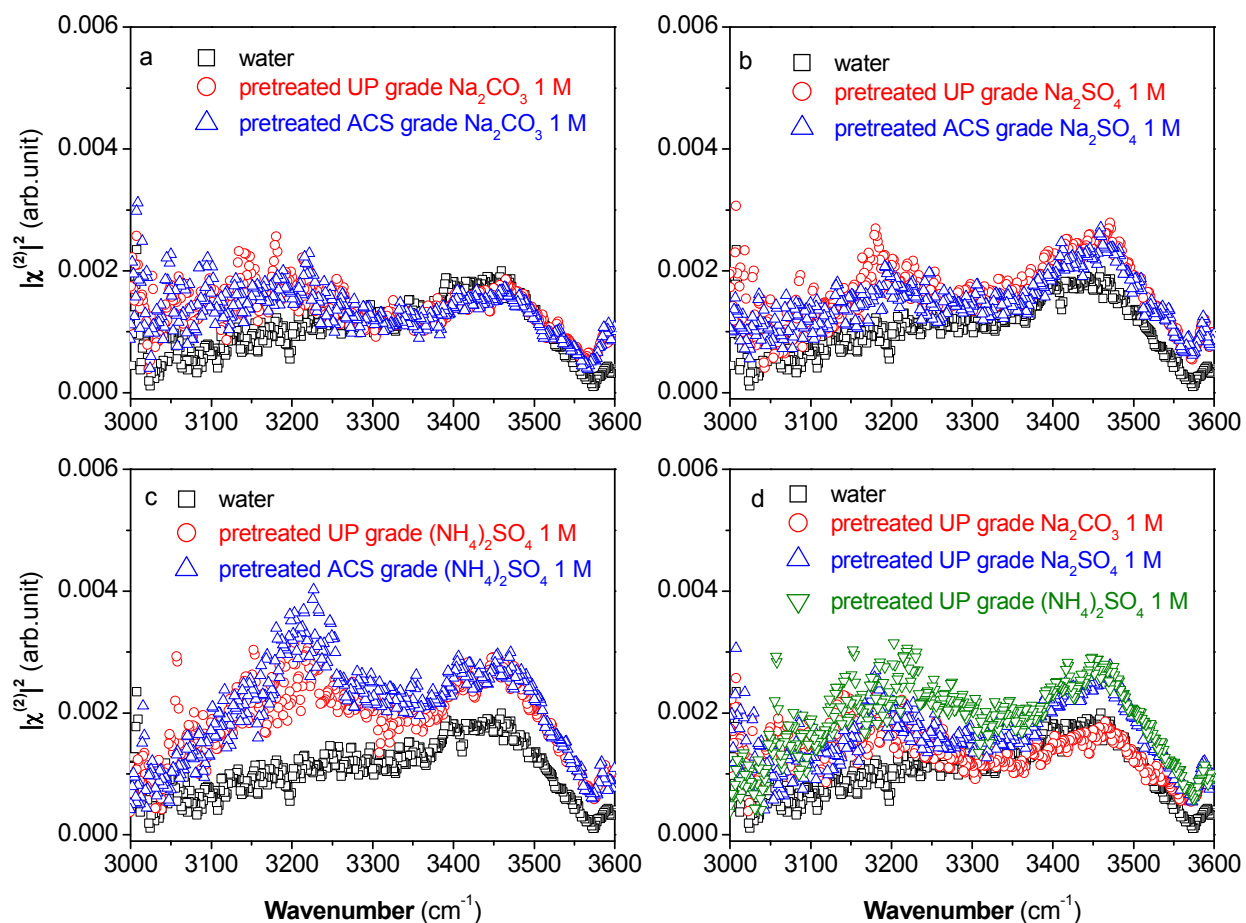 0.006
0.004
0.002
0.000
|χ⁽²⁾|² (arb.unit)
a
water
pretreated UP grade Na₂CO₃ 1 M
pretreated ACS grade Na₂CO₃ 1 M
3000 3100 3200 3300 3400 3500 3600
0.006
0.004
0.002
0.000
b
water
pretreated UP grade Na₂SO₄ 1 M
pretreated ACS grade Na₂SO₄ 1 M
3000 3100 3200 3300 3400 3500 3600
0.006
0.004
0.002
0.000
|χ⁽²⁾|² (arb.unit)
c
water
pretreated UP grade (NH₄)₂SO₄ 1 M
pretreated ACS grade (NH₄)₂SO₄ 1 M
3000 3100 3200 3300 3400 3500 3600
Wavenumber (cm⁻¹)
0.006
0.004
0.002
0.000
d
water
pretreated UP grade Na₂CO₃ 1 M
pretreated UP grade Na₂SO₄ 1 M
pretreated UP grade (NH₄)₂SO₄ 1 M
3000 3100 3200 3300 3400 3500 3600
Wavenumber (cm⁻¹)